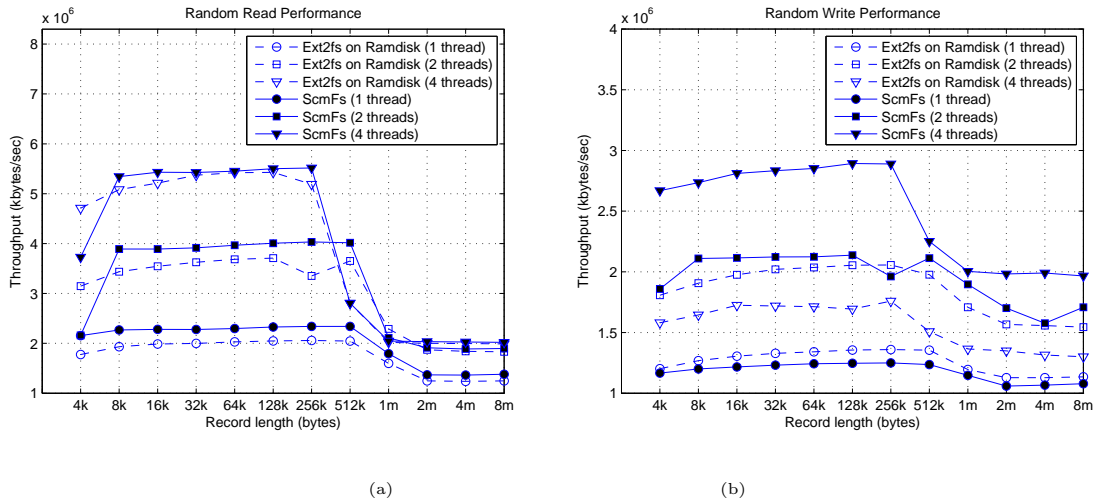 Random Read Performance
x 10^6
8
7
6
5
4
3
2
1
Throughput (kbytes/sec)
Ext2fs on Ramdisk (1 thread)
Ext2fs on Ramdisk (2 threads)
Ext2fs on Ramdisk (4 threads)
ScmFs (1 thread)
ScmFs (2 threads)
ScmFs (4 threads)
4k 8k 16k 32k 64k 128k 256k 512k 1m 2m 4m 8m
Record length (bytes)
(a)
Random Write Performance
x 10^6
4
3.5
3
2.5
2
1.5
1
Throughput (kbytes/sec)
Ext2fs on Ramdisk (1 thread)
Ext2fs on Ramdisk (2 threads)
Ext2fs on Ramdisk (4 threads)
ScmFs (1 thread)
ScmFs (2 threads)
ScmFs (4 threads)
4k 8k 16k 32k 64k 128k 256k 512k 1m 2m 4m 8m
Record length (bytes)
(b)